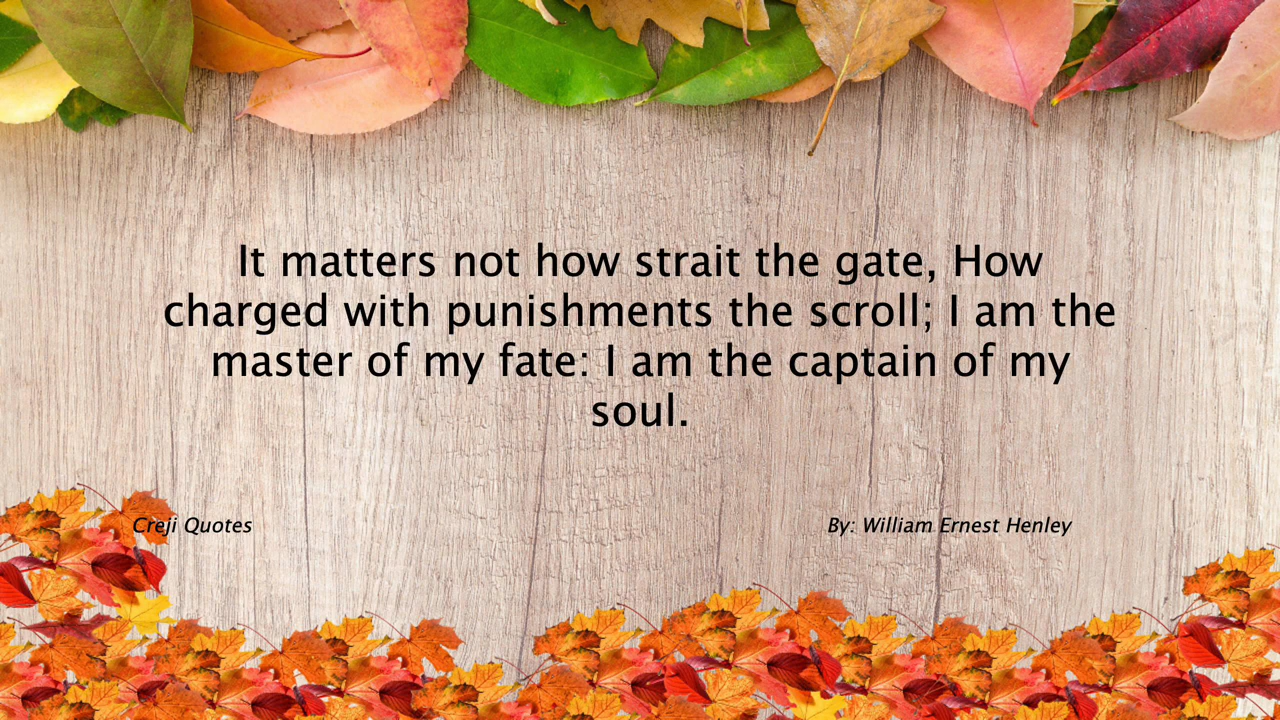 It matters not how strait the gate, How
charged with punishments the scroll; I am the
master of my fate: I am the captain of my
soul.
Creji Quotes
By: William Ernest Henley